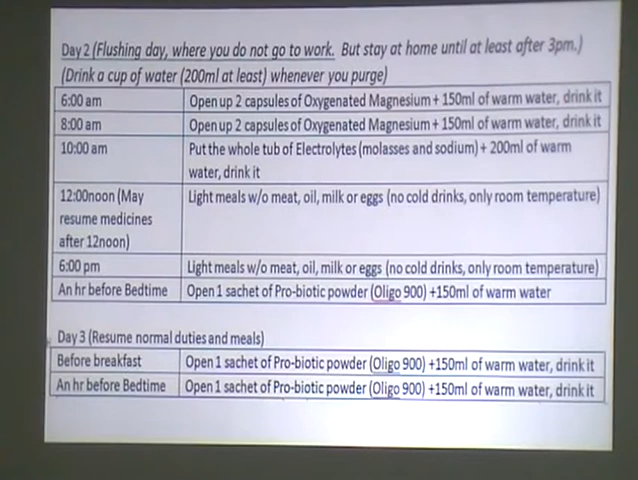 Day 2 (Flushing day, where you do not go to work. But stay at home until at least after 3pm.)
(Drink a cup of water (200ml at least) whenever you purge)
6:00 am Open up 2 capsules of Oxygenated Magnesium + 150ml of warm water, drink it
8:00 am Open up 2 capsules of Oxygenated Magnesium + 150ml of warm water, drink it
10:00 am Put the whole tub of Electrolytes (molasses and sodium) + 200ml of warm
water, drink it
12:00noon (May Light meals w/o meat, oil, milk or eggs (no cold drinks, only room temperature)
resume medicines
after 12noon)
6:00 pm Light meals w/o meat, oil, milk or eggs (no cold drinks, only room temperature)
An hr before Bedtime Open 1 sachet of Pro-biotic powder (Oligo 900) +150ml of warm water
Day 3 (Resume normal duties and meals)
Before breakfast Open 1 sachet of Pro-biotic powder (Oligo 900) +150ml of warm water, drink it
An hr before Bedtime Open 1 sachet of Pro-biotic powder (Oligo 900) +150ml of warm water, drink it